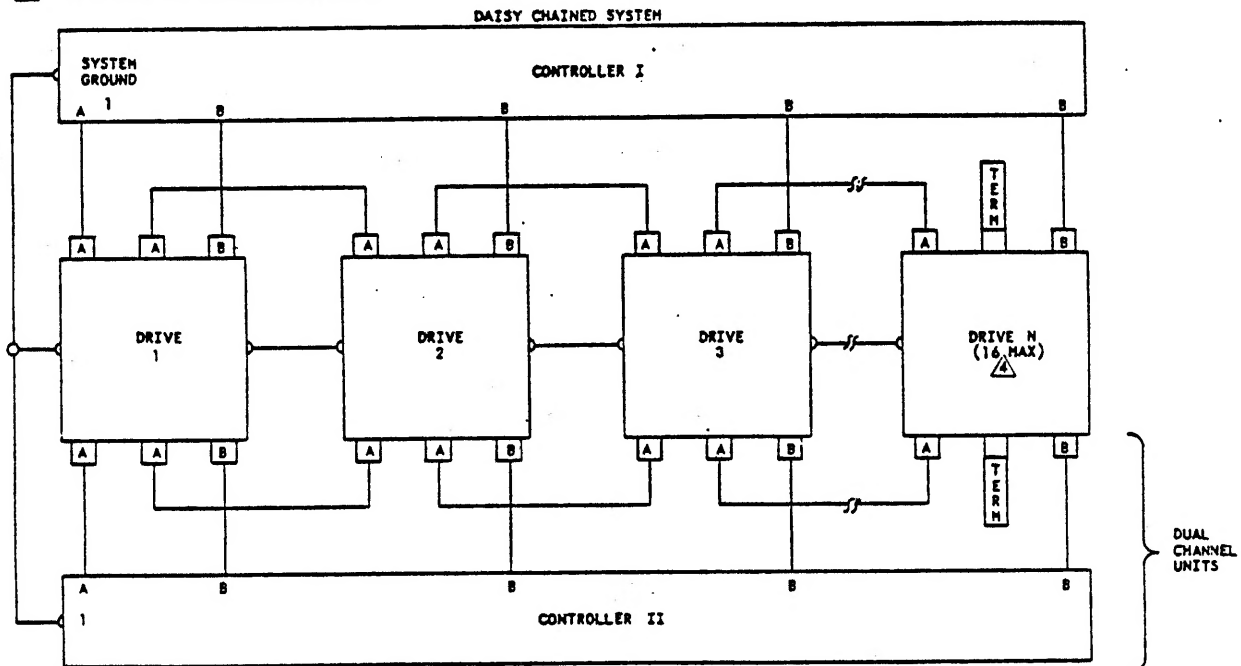 DAISY CHAINED SYSTEM
SYSTEM
GROUND
CONTROLLER I
1
A B B B B
TERM
A A B A A B A A B A B
DRIVE
1
DRIVE
2
DRIVE
3
DRIVE N
(16 MAX)
4
A A B A A B A A B A B
TERM
DUAL
CHANNEL
UNITS
A B B B B
1
CONTROLLER II